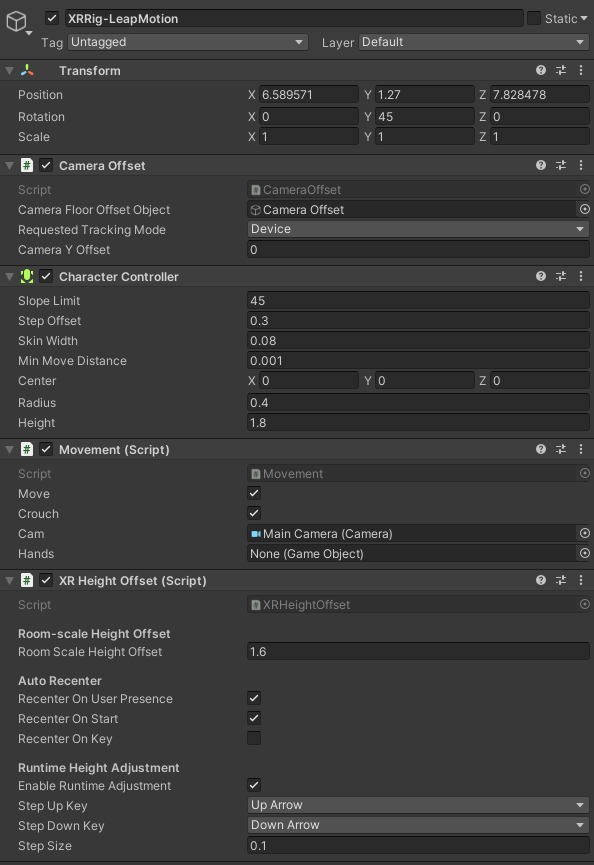 XRRig-LeapMotion Static
Tag Untagged Layer Default
Transform
Position X 6.589571 Y 1.27 Z 7.828478
Rotation X 0 Y 45 Z 0
Scale X 1 Y 1 Z 1
# Camera Offset
Script # CameraOffset
Camera Floor Offset Object Camera Offset
Requested Tracking Mode Device
Camera Y Offset 0
Character Controller
Slope Limit 45
Step Offset 0.3
Skin Width 0.08
Min Move Distance 0.001
Center X 0 Y 0 Z 0
Radius 0.4
Height 1.8
# Movement (Script)
Script # Movement
Move
Crouch
Cam Main Camera (Camera)
Hands None (Game Object)
# XR Height Offset (Script)
Script # XRHeightOffset
Room-scale Height Offset
Room Scale Height Offset 1.6
Auto Recenter
Recenter On User Presence
Recenter On Start
Recenter On Key
Runtime Height Adjustment
Enable Runtime Adjustment
Step Up Key Up Arrow
Step Down Key Down Arrow
Step Size 0.1